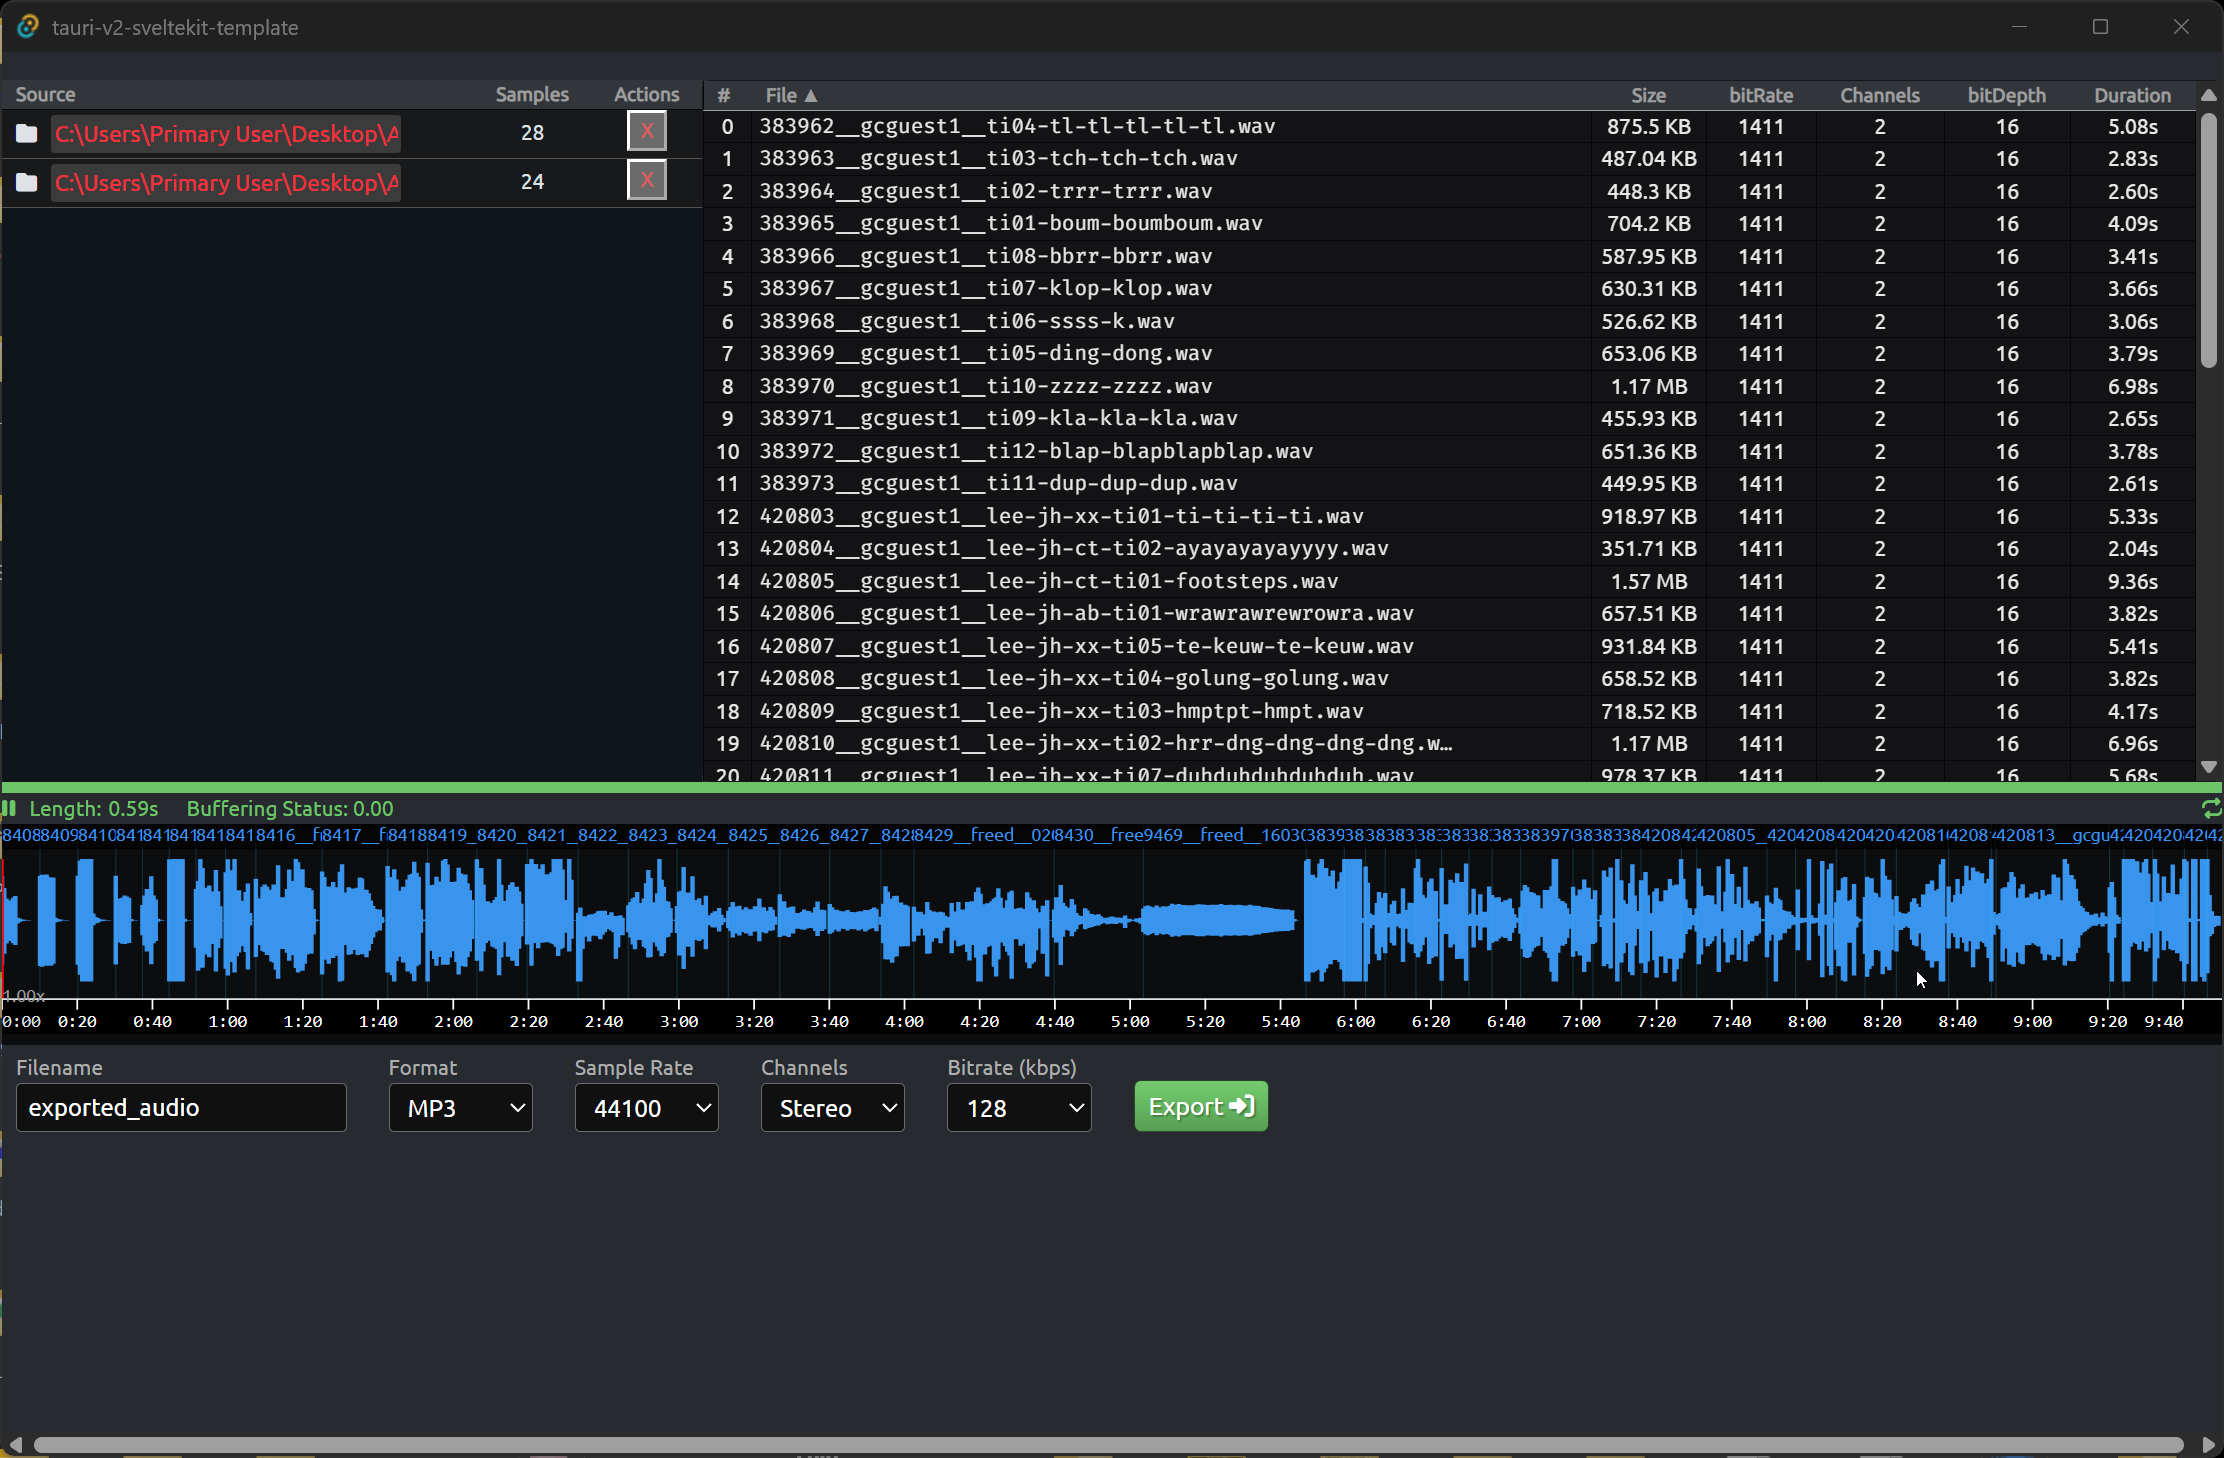 tauri-v2-sveltekit-template
Source Samples Actions
C:\Users\Primary User\Desktop\A 28 X
C:\Users\Primary User\Desktop\A 24 X
# File ▲ Size bitRate Channels bitDepth Duration
0 383962__gcguest1__ti04-tl-tl-tl-tl-tl.wav 875.5 KB 1411 2 16 5.08s
1 383963__gcguest1__ti03-tch-tch-tch.wav 487.04 KB 1411 2 16 2.83s
2 383964__gcguest1__ti02-trrr-trrr.wav 448.3 KB 1411 2 16 2.60s
3 383965__gcguest1__ti01-boum-boumboum.wav 704.2 KB 1411 2 16 4.09s
4 383966__gcguest1__ti08-bbrr-bbrr.wav 587.95 KB 1411 2 16 3.41s
5 383967__gcguest1__ti07-klop-klop.wav 630.31 KB 1411 2 16 3.66s
6 383968__gcguest1__ti06-ssss-k.wav 526.62 KB 1411 2 16 3.06s
7 383969__gcguest1__ti05-ding-dong.wav 653.06 KB 1411 2 16 3.79s
8 383970__gcguest1__ti10-zzzz-zzzz.wav 1.17 MB 1411 2 16 6.98s
9 383971__gcguest1__ti09-kla-kla-kla.wav 455.93 KB 1411 2 16 2.65s
10 383972__gcguest1__ti12-blap-blapblapblap.wav 651.36 KB 1411 2 16 3.78s
11 383973__gcguest1__ti11-dup-dup-dup.wav 449.95 KB 1411 2 16 2.61s
12 420803__gcguest1__lee-jh-xx-ti01-ti-ti-ti-ti.wav 918.97 KB 1411 2 16 5.33s
13 420804__gcguest1__lee-jh-ct-ti02-ayayayayayyyy.wav 351.71 KB 1411 2 16 2.04s
14 420805__gcguest1__lee-jh-ct-ti01-footsteps.wav 1.57 MB 1411 2 16 9.36s
15 420806__gcguest1__lee-jh-ab-ti01-wrawrawrewrowra.wav 657.51 KB 1411 2 16 3.82s
16 420807__gcguest1__lee-jh-xx-ti05-te-keuw-te-keuw.wav 931.84 KB 1411 2 16 5.41s
17 420808__gcguest1__lee-jh-xx-ti04-golung-golung.wav 658.52 KB 1411 2 16 3.82s
18 420809__gcguest1__lee-jh-xx-ti03-hmptpt-hmpt.wav 718.52 KB 1411 2 16 4.17s
19 420810__gcguest1__lee-jh-xx-ti02-hrr-dng-dng-dng-dng.w… 1.17 MB 1411 2 16 6.96s
20 420811__gcguest1__lee-jh-xx-ti07-duhduhduhduhduh.wav 978.37 KB 1411 2 16 5.68s
Length: 0.59s Buffering Status: 0.00
8419_ 8420_ 8421_ 8422_ 8423_ 8424_ 8425_ 8426_ 8427_
1.00x
0:00 0:20 0:40 1:00 1:20 1:40 2:00 2:20 2:40 3:00 3:20 3:40 4:00 4:20 4:40 5:00 5:20 5:40 6:00 6:20 6:40 7:00 7:20 7:40 8:00 8:20 8:40 9:00 9:20 9:40
Filename Format Sample Rate Channels Bitrate (kbps)
exported_audio MP3 44100 Stereo 128 Export